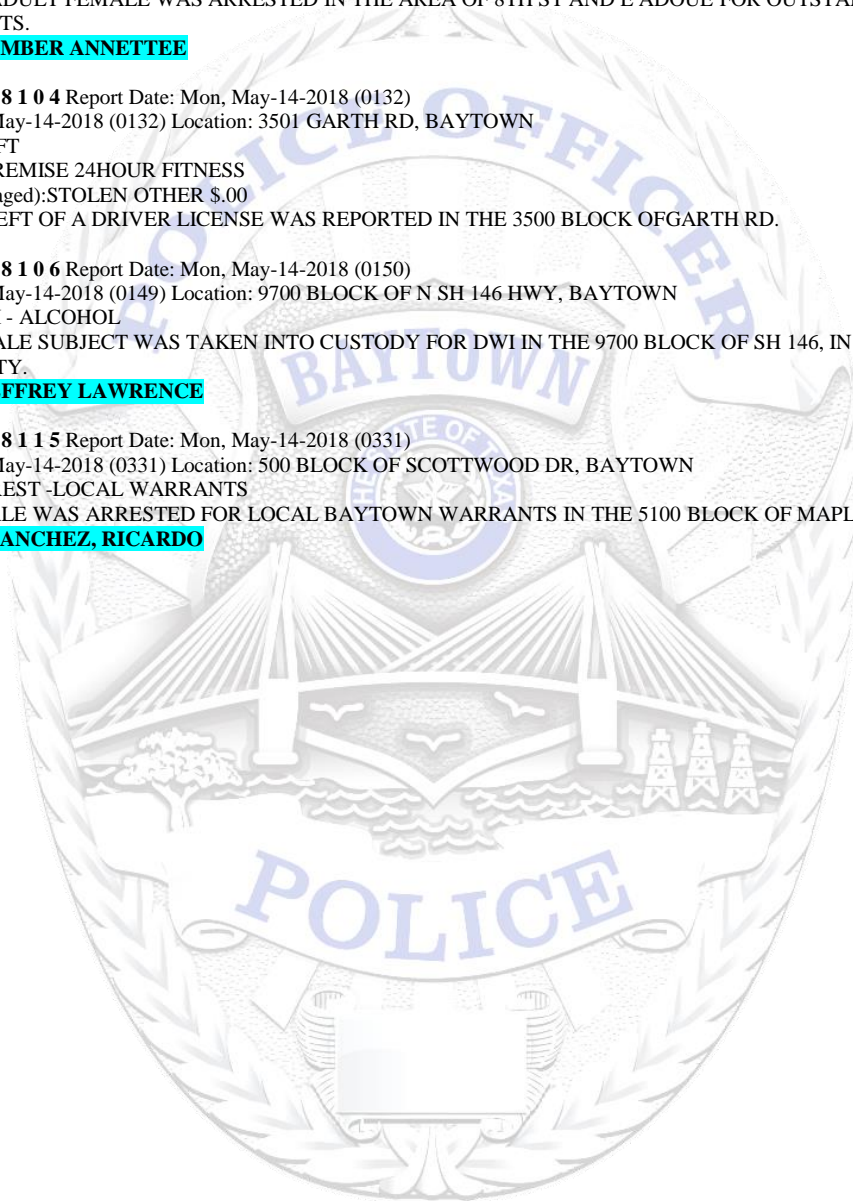 ADULT FEMALE WAS ARRESTED IN THE AREA OF 8TH ST AND E ADOUE FOR
TS.
MBER ANNETTEE
8 1 0 4 Report Date: Mon, May-14-2018 (0132)
May-14-2018 (0132) Location: 3501 GARTH RD, BAYTOWN
FT
REMISE 24HOUR FITNESS
aged):STOLEN OTHER $.00
EFT OF A DRIVER LICENSE WAS REPORTED IN THE 3500 BLOCK OFGARTH RD.
8 1 0 6 Report Date: Mon, May-14-2018 (0150)
May-14-2018 (0149) Location: 9700 BLOCK OF N SH 146 HWY, BAYTOWN
- ALCOHOL
ALE SUBJECT WAS TAKEN INTO CUSTODY FOR DWI IN THE 9700 BLOCK OF SH 146, IN
TY.
FFREY LAWRENCE
8 1 1 5 Report Date: Mon, May-14-2018 (0331)
May-14-2018 (0331) Location: 500 BLOCK OF SCOTTWOOD DR, BAYTOWN
REST -LOCAL WARRANTS
ALE WAS ARRESTED FOR LOCAL BAYTOWN WARRANTS IN THE 5100 BLOCK OF MAPL
ANCHEZ, RICARDO
POLICE OFFICER
BAYTOWN
THE STATE OF TEXAS
POLICE